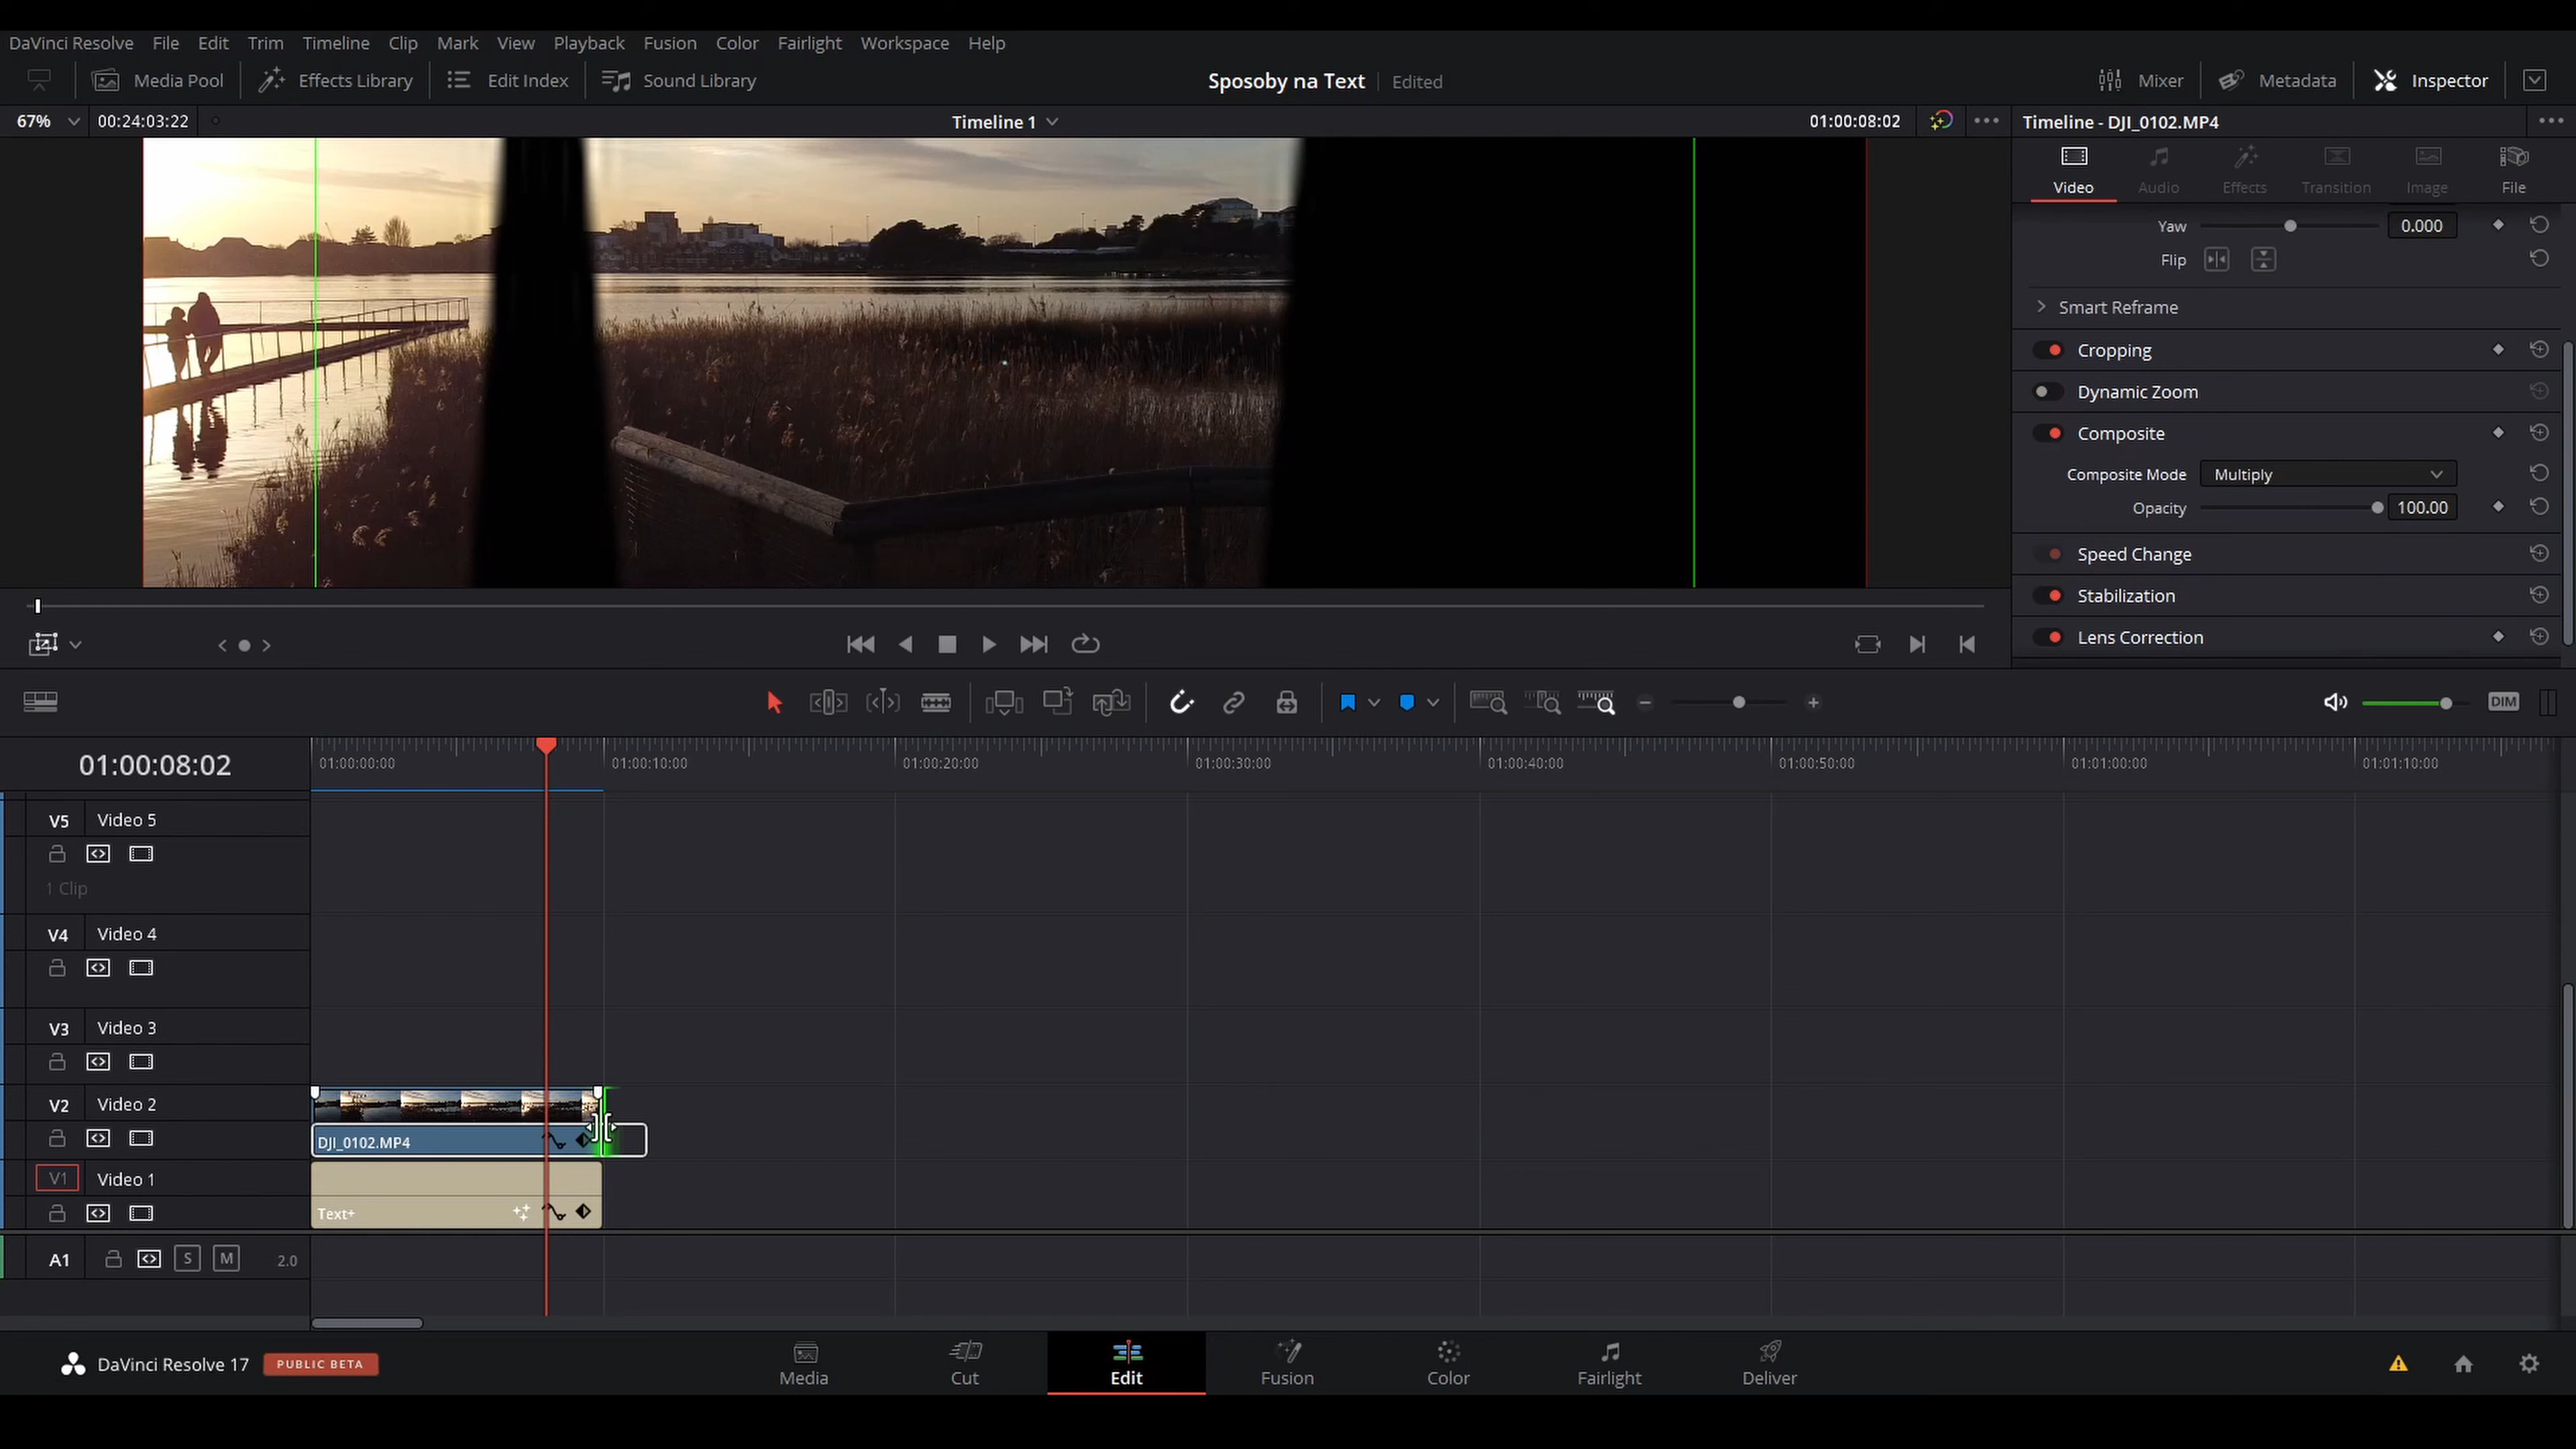 DaVinci Resolve File Edit Trim Timeline Clip Mark View Playback Fusion Color Fairlight Workspace Help
Media Pool Effects Library Edit Index Sound Library Sposoby na Text Edited Mixer Metadata Inspector
67% 00:24:03:22 Timeline 1 01:00:08:02 Timeline - DJI_0102.MP4
Video Audio Effects Transition Image File
Yaw 0.000
Flip
Smart Reframe
Cropping
Dynamic Zoom
Composite
Composite Mode Multiply
Opacity 100.00
Speed Change
Stabilization
Lens Correction
DIM
01:00:08:02 01:00:00:00 01:00:10:00 01:00:20:00 01:00:30:00 01:00:40:00 01:00:50:00 01:01:00:00 01:01:10:00
V5 Video 5
1 Clip
V4 Video 4
V3 Video 3
V2 Video 2
DJI_0102.MP4
V1 Video 1
Text+
A1 S M 2.0
DaVinci Resolve 17 PUBLIC BETA Media Cut Edit Fusion Color Fairlight Deliver